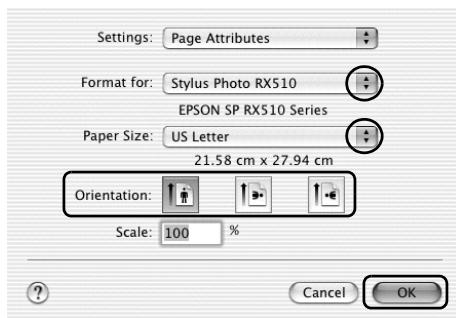 Settings: Page Attributes
Format for: Stylus Photo RX510
EPSON SP RX510 Series
Paper Size: US Letter
21.58 cm x 27.94 cm
Orientation:
Scale: 100 %
? Cancel OK